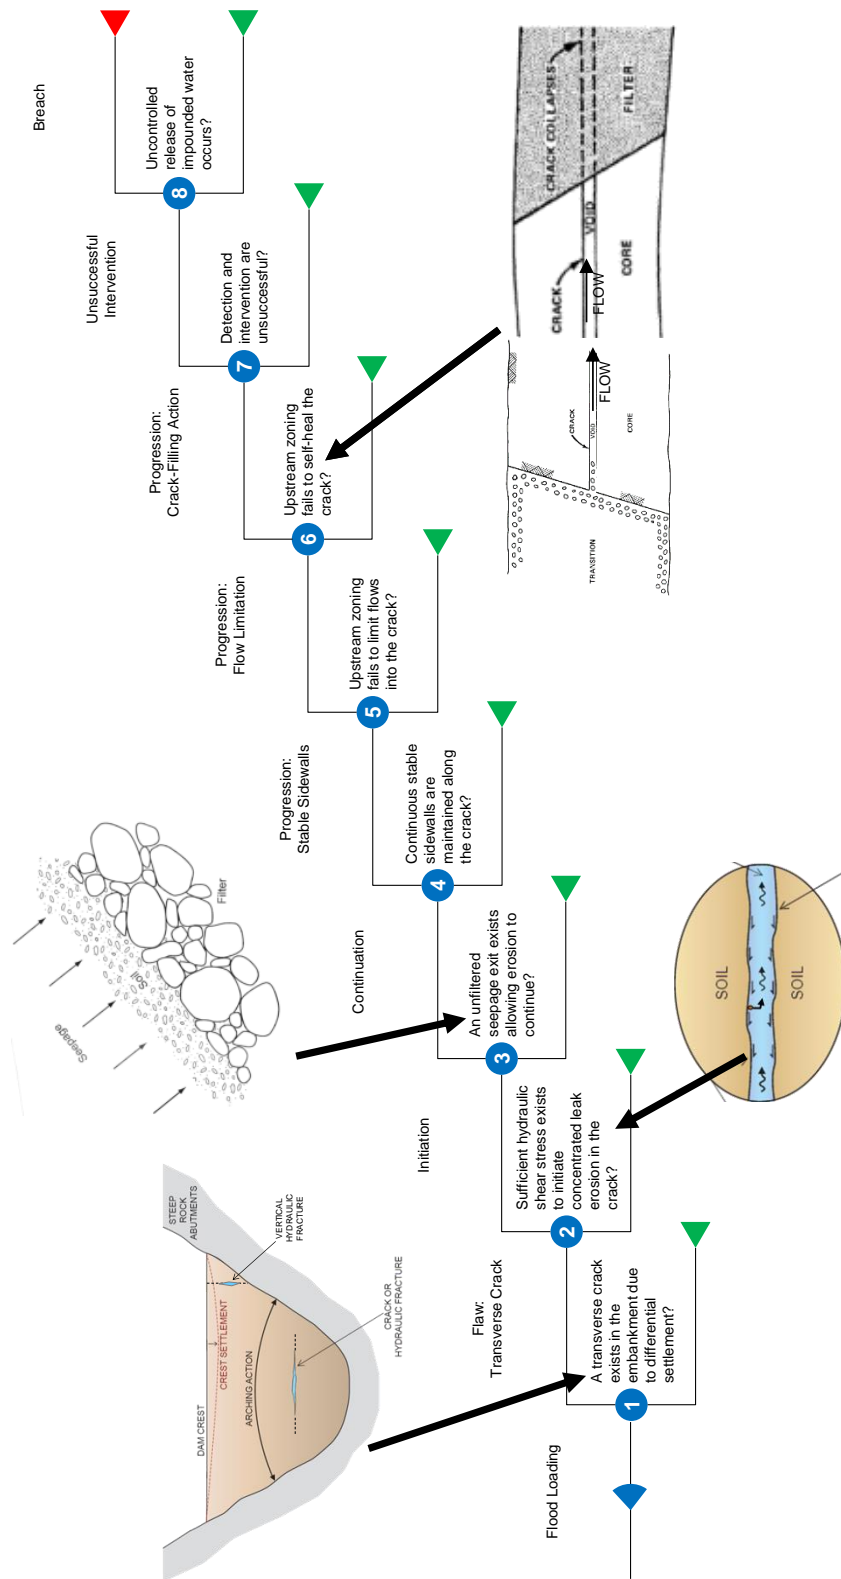 Flood Loading
1
A transverse crack
exists in the
embankment due
to differential
settlement?
Flaw:
Transverse Crack
2
Sufficient hydraulic
shear stress exists
to initiate
concentrated leak
erosion in the
crack?
Initiation
3
An unfiltered
seepage exit exists
allowing erosion to
continue?
Continuation
4
Continuous stable
sidewalls are
maintained along
the crack?
Progression:
Stable Sidewalls
5
Upstream zoning
fails to limit flows
into the crack?
Progression:
Flow Limitation
6
Upstream zoning
fails to self-heal the
crack?
Progression:
Crack-Filling Action
7
Detection and
intervention are
unsuccessful?
Unsuccessful
Intervention
8
Uncontrolled
release of
impounded water
occurs?
Breach
DAM CREST
CREST SETTLEMENT
ARCHING ACTION
STEEP
ROCK
ABUTMENTS
VERTICAL
HYDRAULIC
FRACTURE
CRACK OR
HYDRAULIC FRACTURE
Seepage
Soil
Filter
SOIL
SOIL
TRANSITION
CRACK
VOID
CORE
FLOW
CRACK
FLOW
VOID
CORE
CRACK COLLAPSES
FILTER